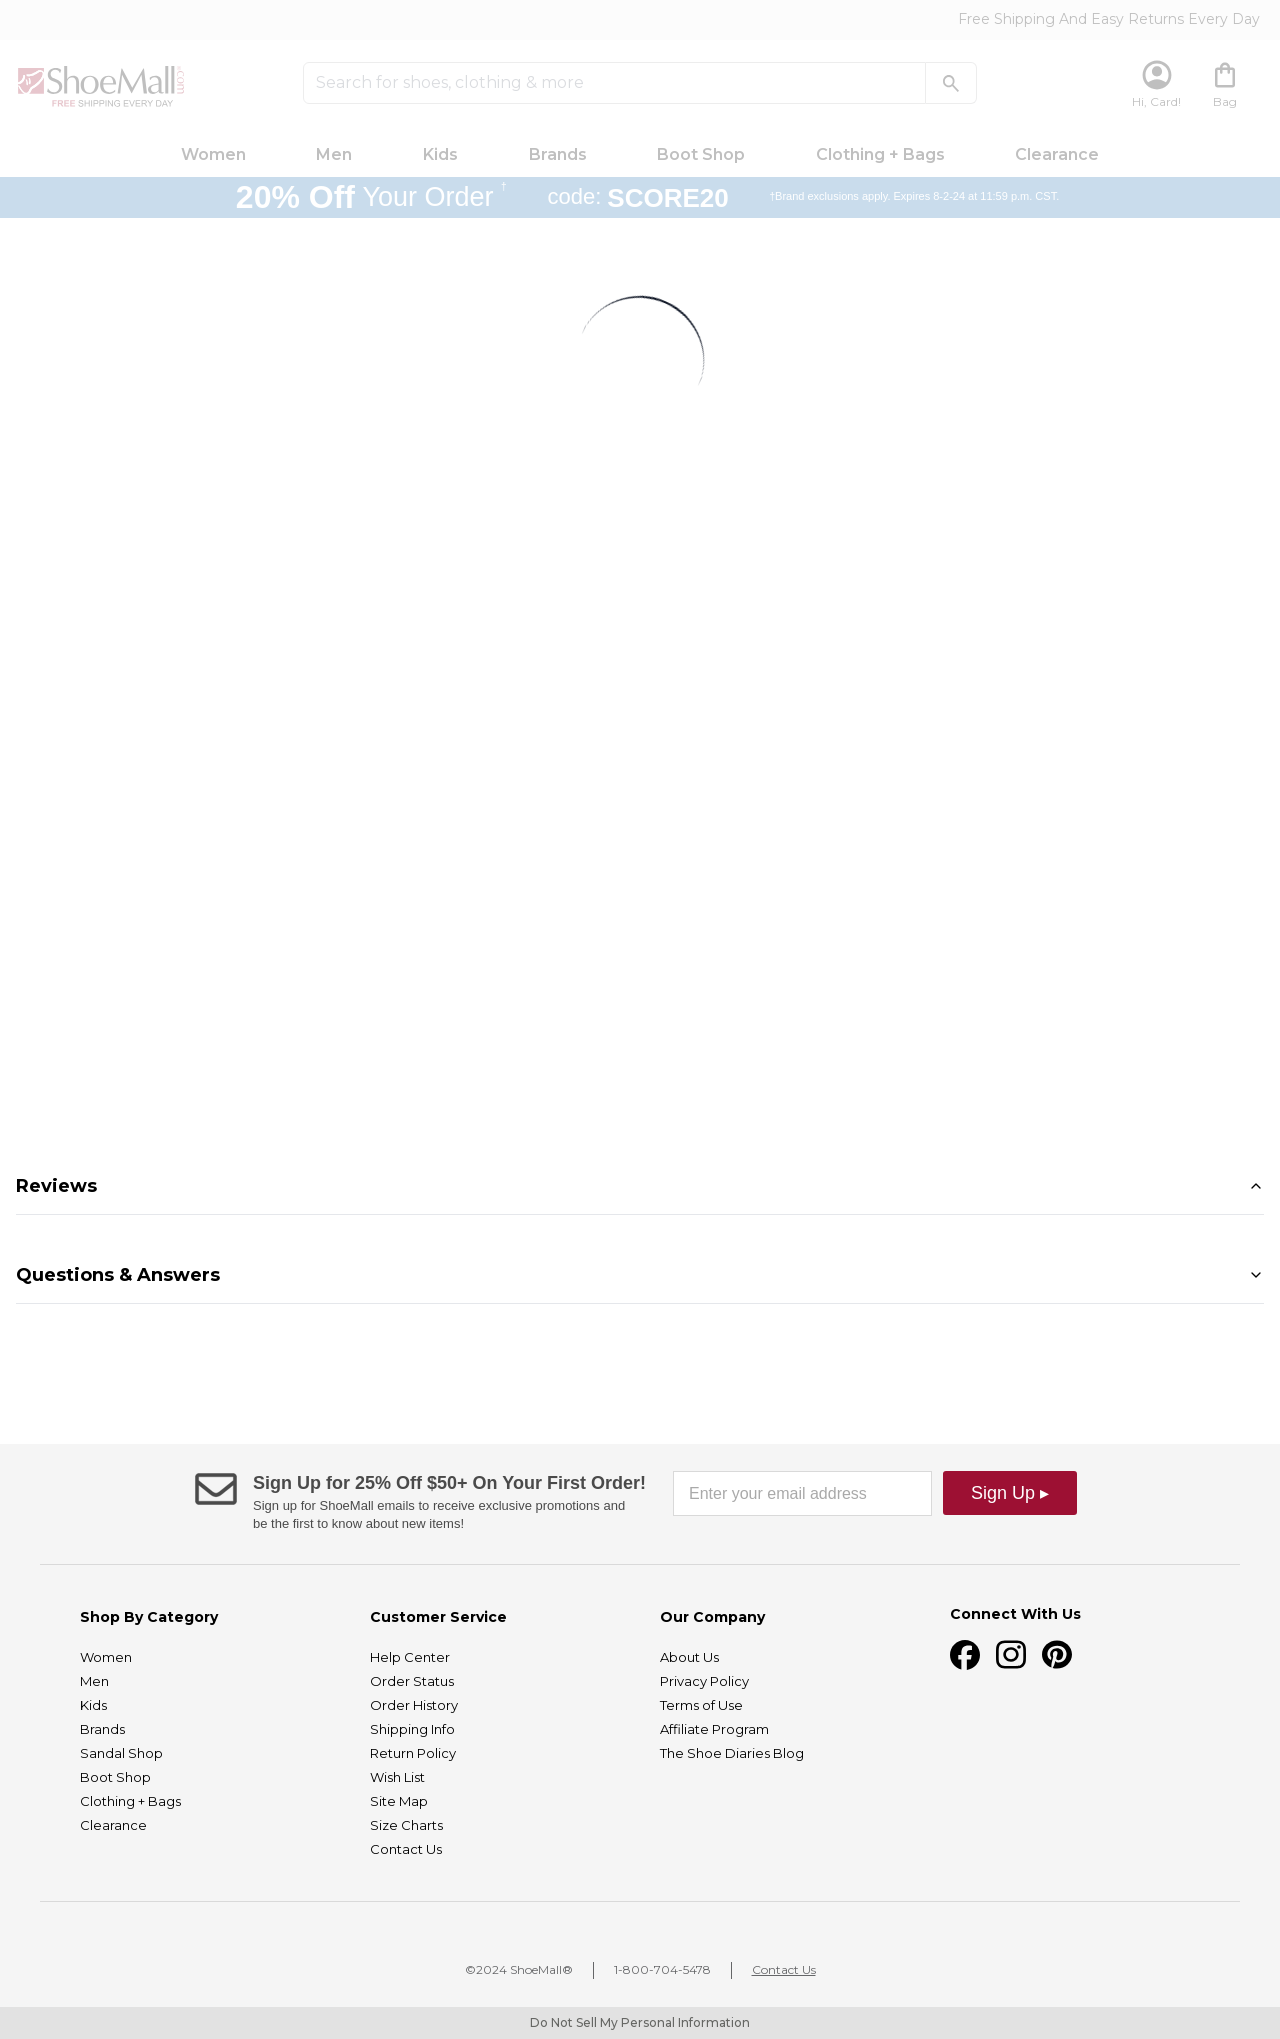 Free Shipping And Easy Returns Every Day
ShoeMall.com
FREE SHIPPING EVERY DAY
Search for shoes, clothing & more
Hi, Card!
Bag
Women Men Kids Brands Boot Shop Clothing + Bags Clearance
20% Off Your Order † code: SCORE20 †Brand exclusions apply. Expires 8-2-24 at 11:59 p.m. CST.
Reviews
Questions & Answers
Sign Up for 25% Off $50+ On Your First Order!
Sign up for ShoeMall emails to receive exclusive promotions and
be the first to know about new items!
Enter your email address
Sign Up ▸
Shop By Category
Women
Men
Kids
Brands
Sandal Shop
Boot Shop
Clothing + Bags
Clearance
Customer Service
Help Center
Order Status
Order History
Shipping Info
Return Policy
Wish List
Site Map
Size Charts
Contact Us
Our Company
About Us
Privacy Policy
Terms of Use
Affiliate Program
The Shoe Diaries Blog
Connect With Us
©2024 ShoeMall® 1-800-704-5478 Contact Us
Do Not Sell My Personal Information